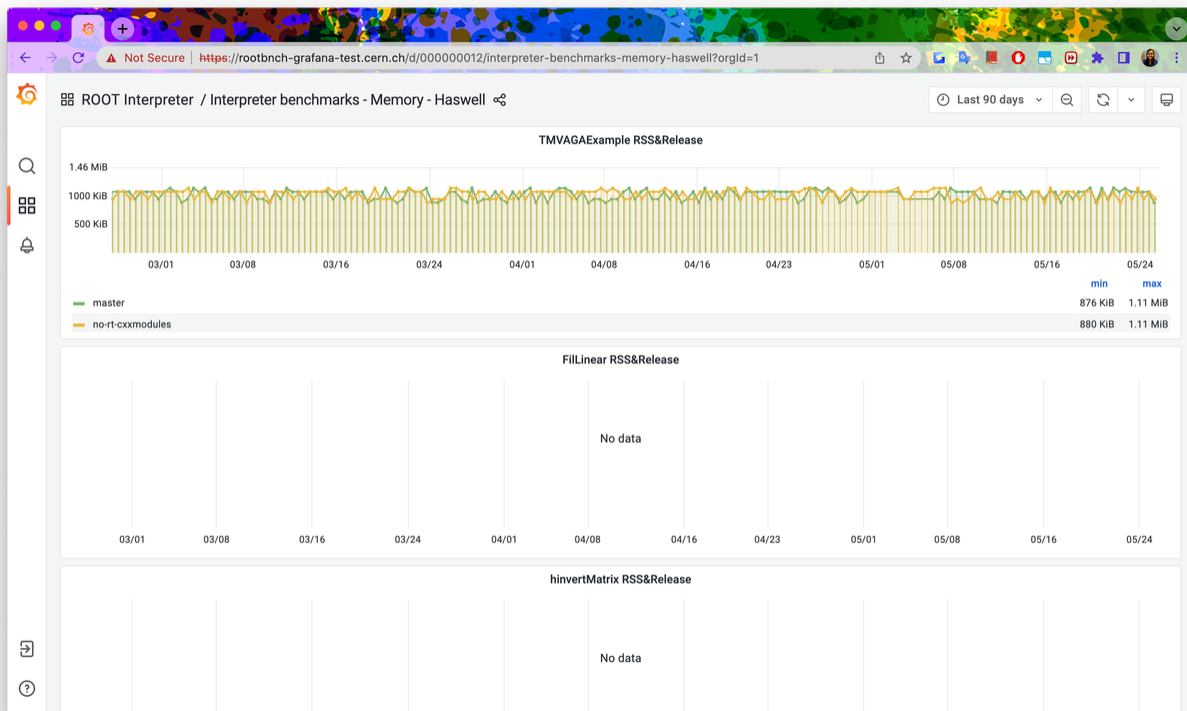 Not Secure | https://rootbnch-grafana-test.cern.ch/d/000000012/interpreter-benchmarks-memory-haswell?orgId=1
ROOT Interpreter / Interpreter benchmarks - Memory - Haswell
Last 90 days
TMVAGAExample RSS&Release
1.46 MiB
1000 KiB
500 KiB
03/01 03/08 03/16 03/24 04/01 04/08 04/16 04/23 05/01 05/08 05/16 05/24
min max
master 876 KiB 1.11 MiB
no-rt-cxxmodules 880 KiB 1.11 MiB
FilLinear RSS&Release
No data
03/01 03/08 03/16 03/24 04/01 04/08 04/16 04/23 05/01 05/08 05/16 05/24
hinvertMatrix RSS&Release
No data